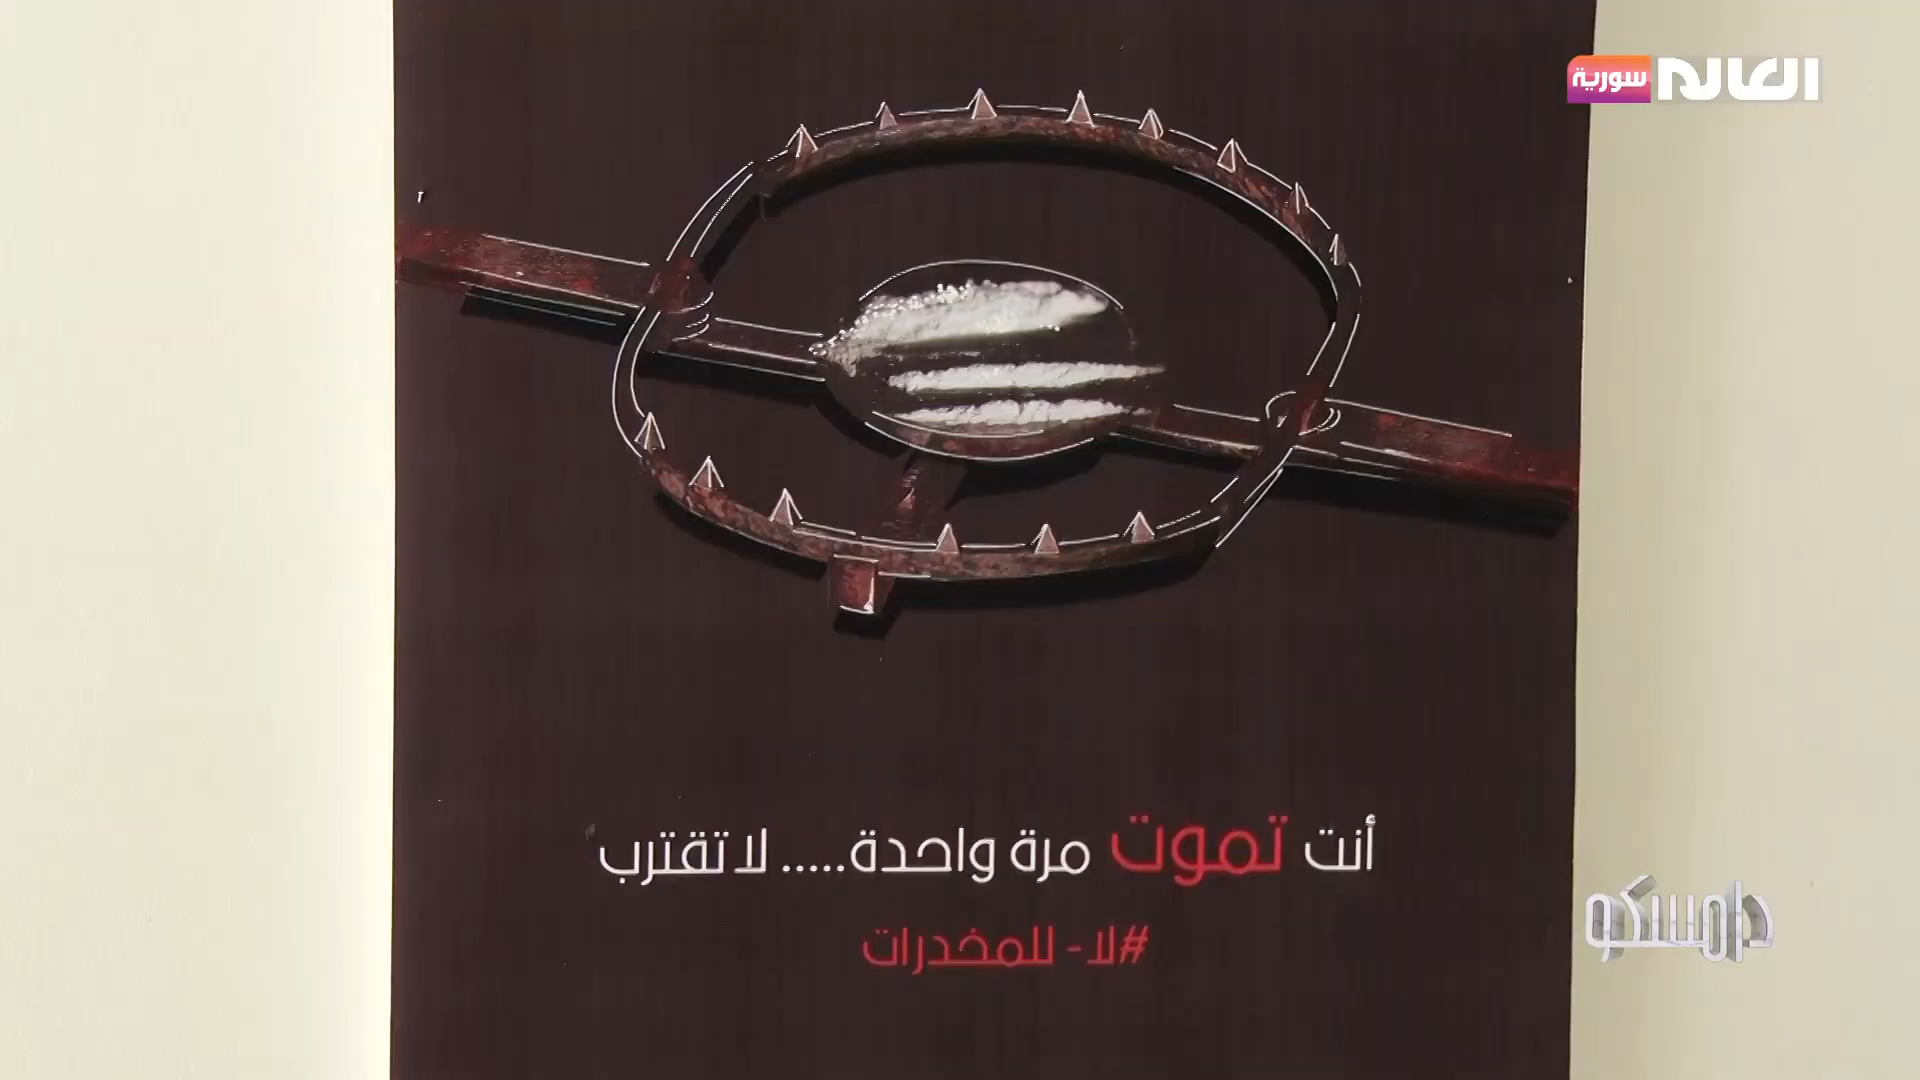 العالم سورية
أنت تموت مرة واحدة..... لا تقترب
#لا- للمخدرات
دامسكو